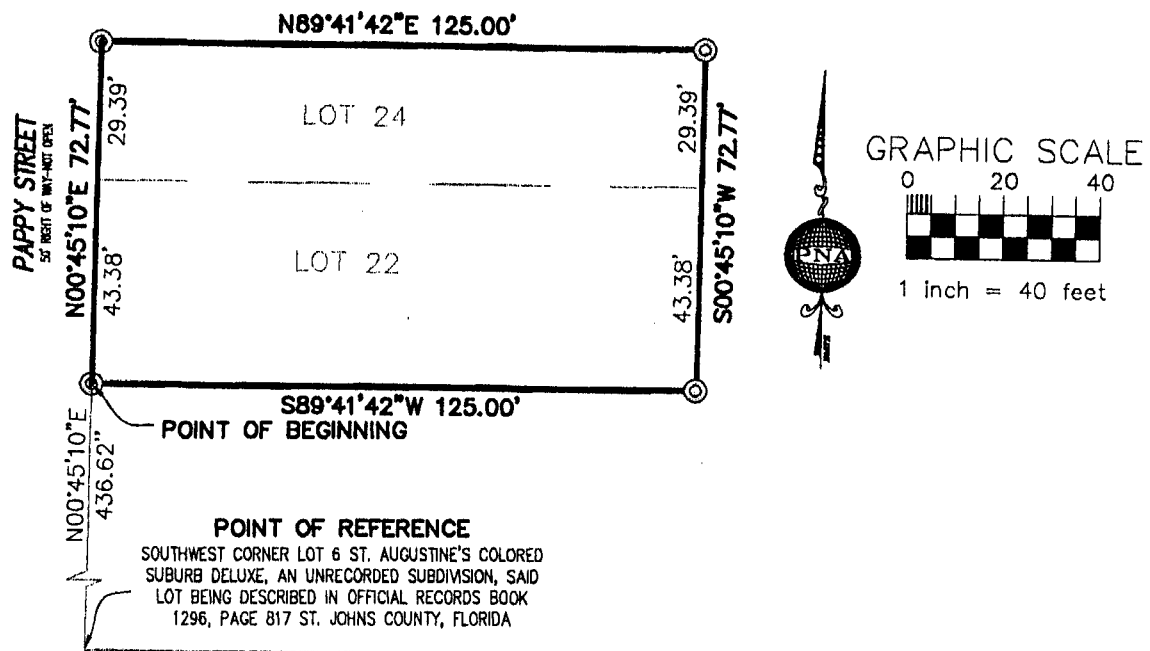 N89°41'42"E 125.00'
PAPPY STREET
50' RIGHT OF WAY-NOT OPEN
N00°45'10"E 72.77'
29.39'
LOT 24
29.39'
S00°45'10"W 72.77'
43.38'
LOT 22
43.38'
S89°41'42"W 125.00'
POINT OF BEGINNING
N00°45'10"E
436.62"
POINT OF REFERENCE
SOUTHWEST CORNER LOT 6 ST. AUGUSTINE'S COLORED
SUBURB DELUXE, AN UNRECORDED SUBDIVISION, SAID
LOT BEING DESCRIBED IN OFFICIAL RECORDS BOOK
1296, PAGE 817 ST. JOHNS COUNTY, FLORIDA
PNA
GRAPHIC SCALE
0 20 40
1 inch = 40 feet